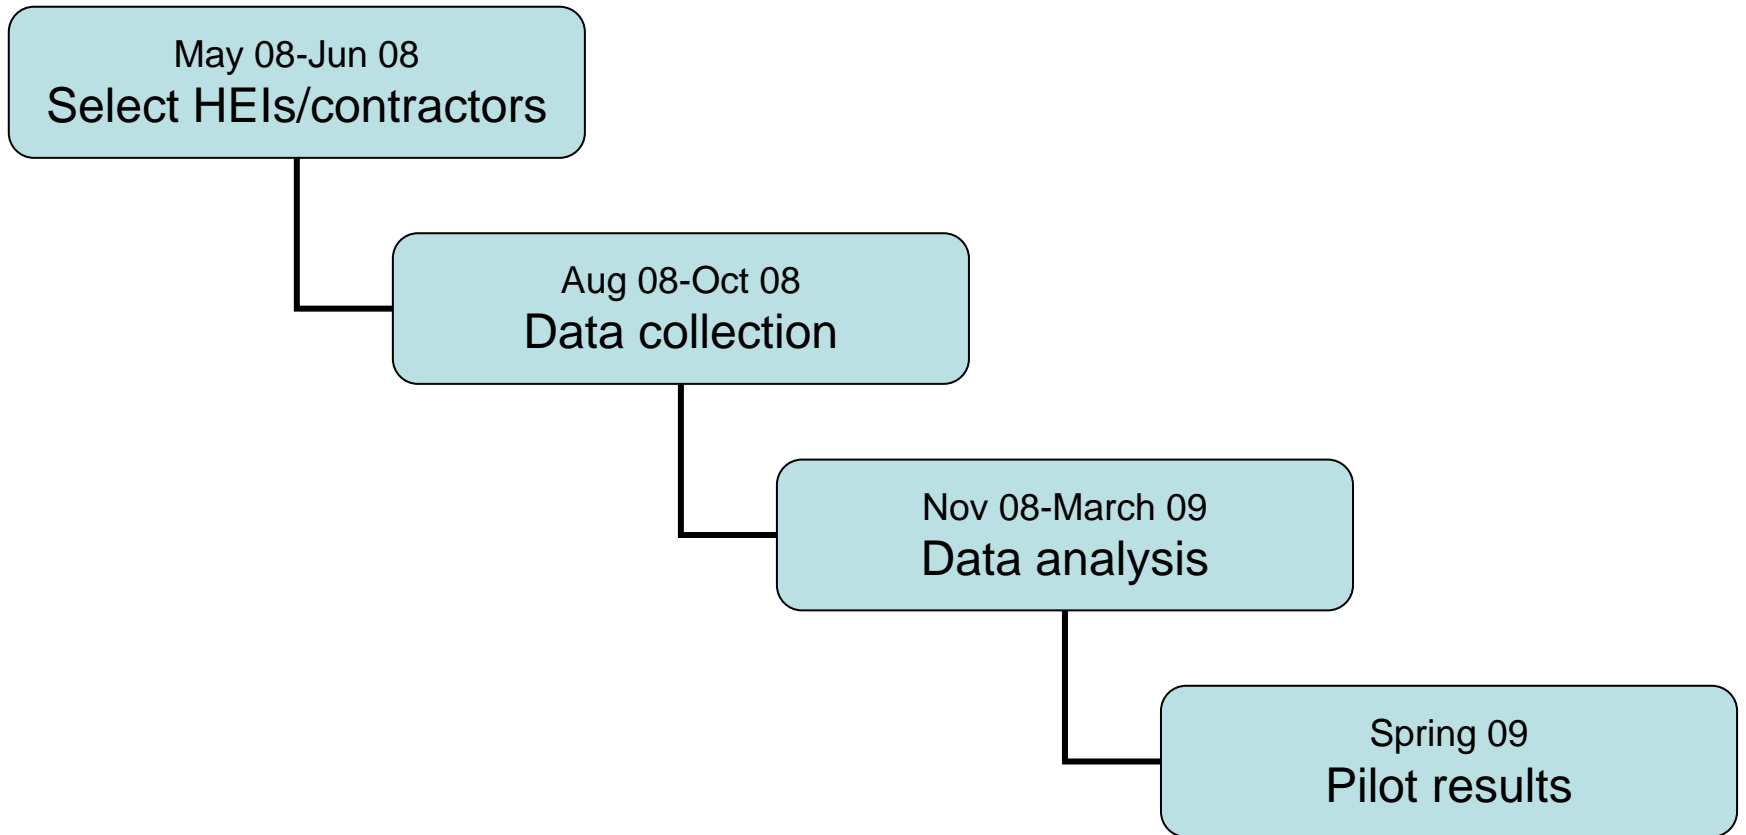 May 08-Jun 08
Select HEIs/contractors
Aug 08-Oct 08
Data collection
Nov 08-March 09
Data analysis
Spring 09
Pilot results